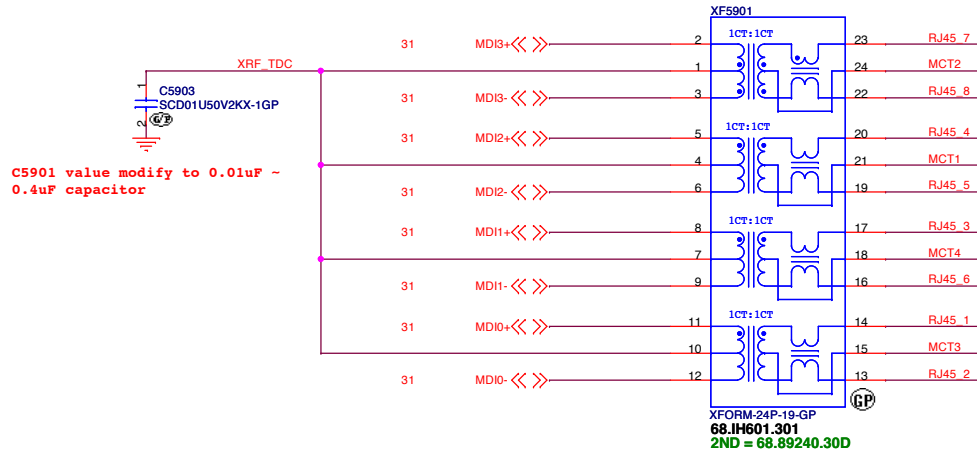 XF5901
1CT:1CT
31 MDI3+ 2 23 RJ45_7
XRF_TDC 1 24 MCT2
31 MDI3- 3 22 RJ45_8
1
C5903
SCD01U50V2KX-1GP
2 G/P
C5901 value modify to 0.01uF ~
0.4uF capacitor
1CT:1CT
31 MDI2+ 5 20 RJ45_4
4 21 MCT1
31 MDI2- 6 19 RJ45_5
1CT:1CT
31 MDI1+ 8 17 RJ45_3
7 18 MCT4
31 MDI1- 9 16 RJ45_6
1CT:1CT
31 MDI0+ 11 14 RJ45_1
10 15 MCT3
31 MDI0- 12 13 RJ45_2
GP
XFORM-24P-19-GP
68.IH601.301
2ND = 68.89240.30D